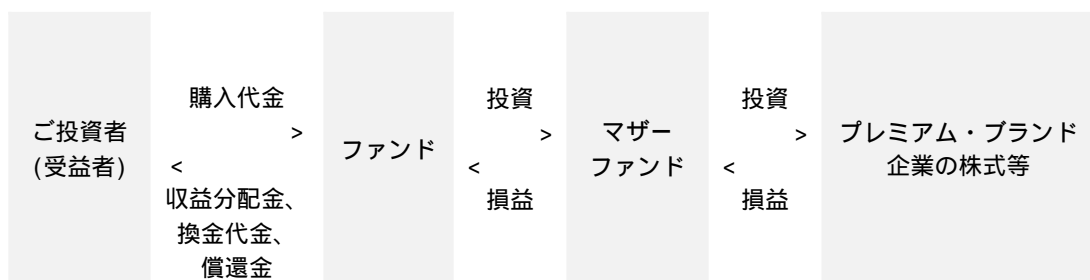 ご投資者
(受益者)
購入代金
>
<
収益分配金、
換金代金、
償還金
ファンド
投資
>
<
損益
マザー
ファンド
投資
>
<
損益
プレミアム・ブランド
企業の株式等